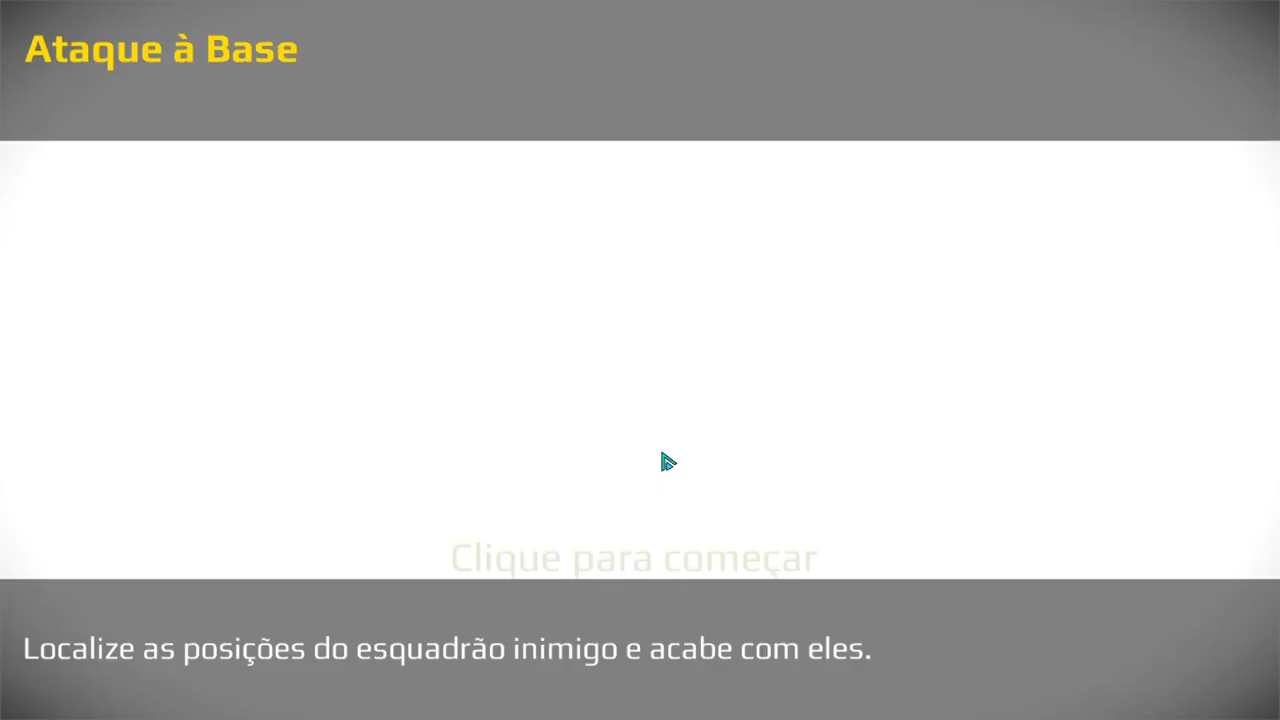 Ataque à Base
Clique para começar
Localize as posições do esquadrão inimigo e acabe com eles.